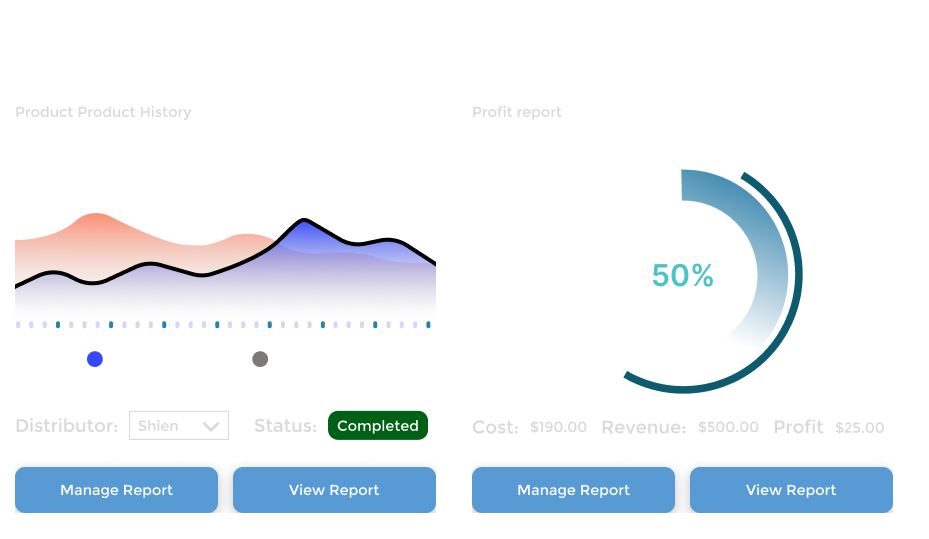 Product Product History
Profit report
50%
Distributor: Shien Status: Completed
Cost: $190.00 Revenue: $500.00 Profit $25.00
Manage Report View Report
Manage Report View Report